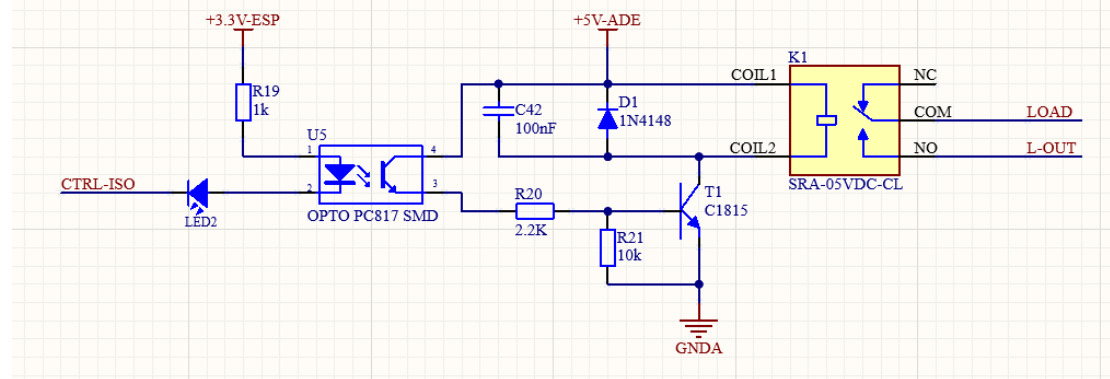 +3.3V-ESP
+5V-ADE
R19
1k
C42
100nF
D1
1N4148
K1
COIL1
COIL2
NC
COM
NO
LOAD
L-OUT
SRA-05VDC-CL
U5
1
2
4
3
OPTO PC817 SMD
CTRL-ISO
LED2
R20
2.2K
R21
10k
T1
C1815
GNDA